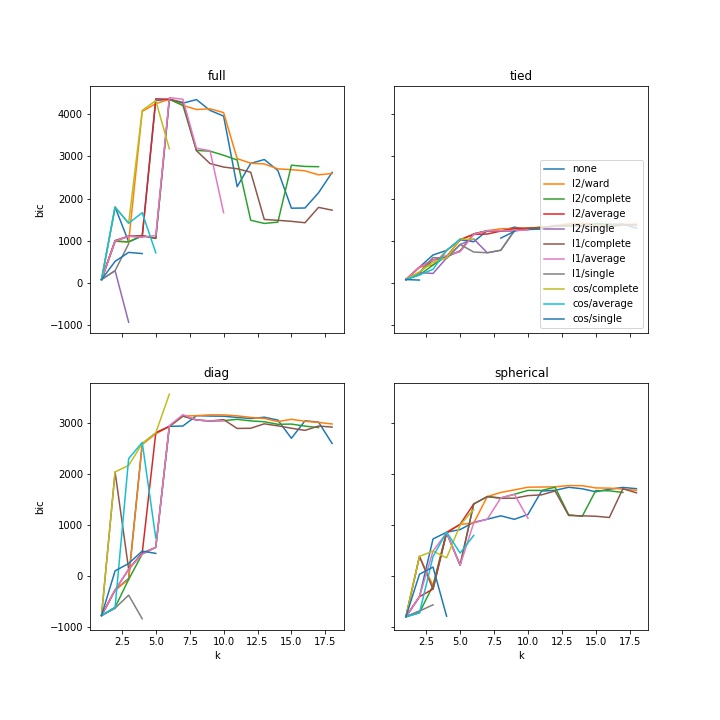 full
tied
4000
3000
2000
1000
0
−1000
bic
none
l2/ward
l2/complete
l2/average
l2/single
l1/complete
l1/average
l1/single
cos/complete
cos/average
cos/single
diag
spherical
3000
2000
1000
0
−1000
bic
2.5 5.0 7.5 10.0 12.5 15.0 17.5
k
2.5 5.0 7.5 10.0 12.5 15.0 17.5
k